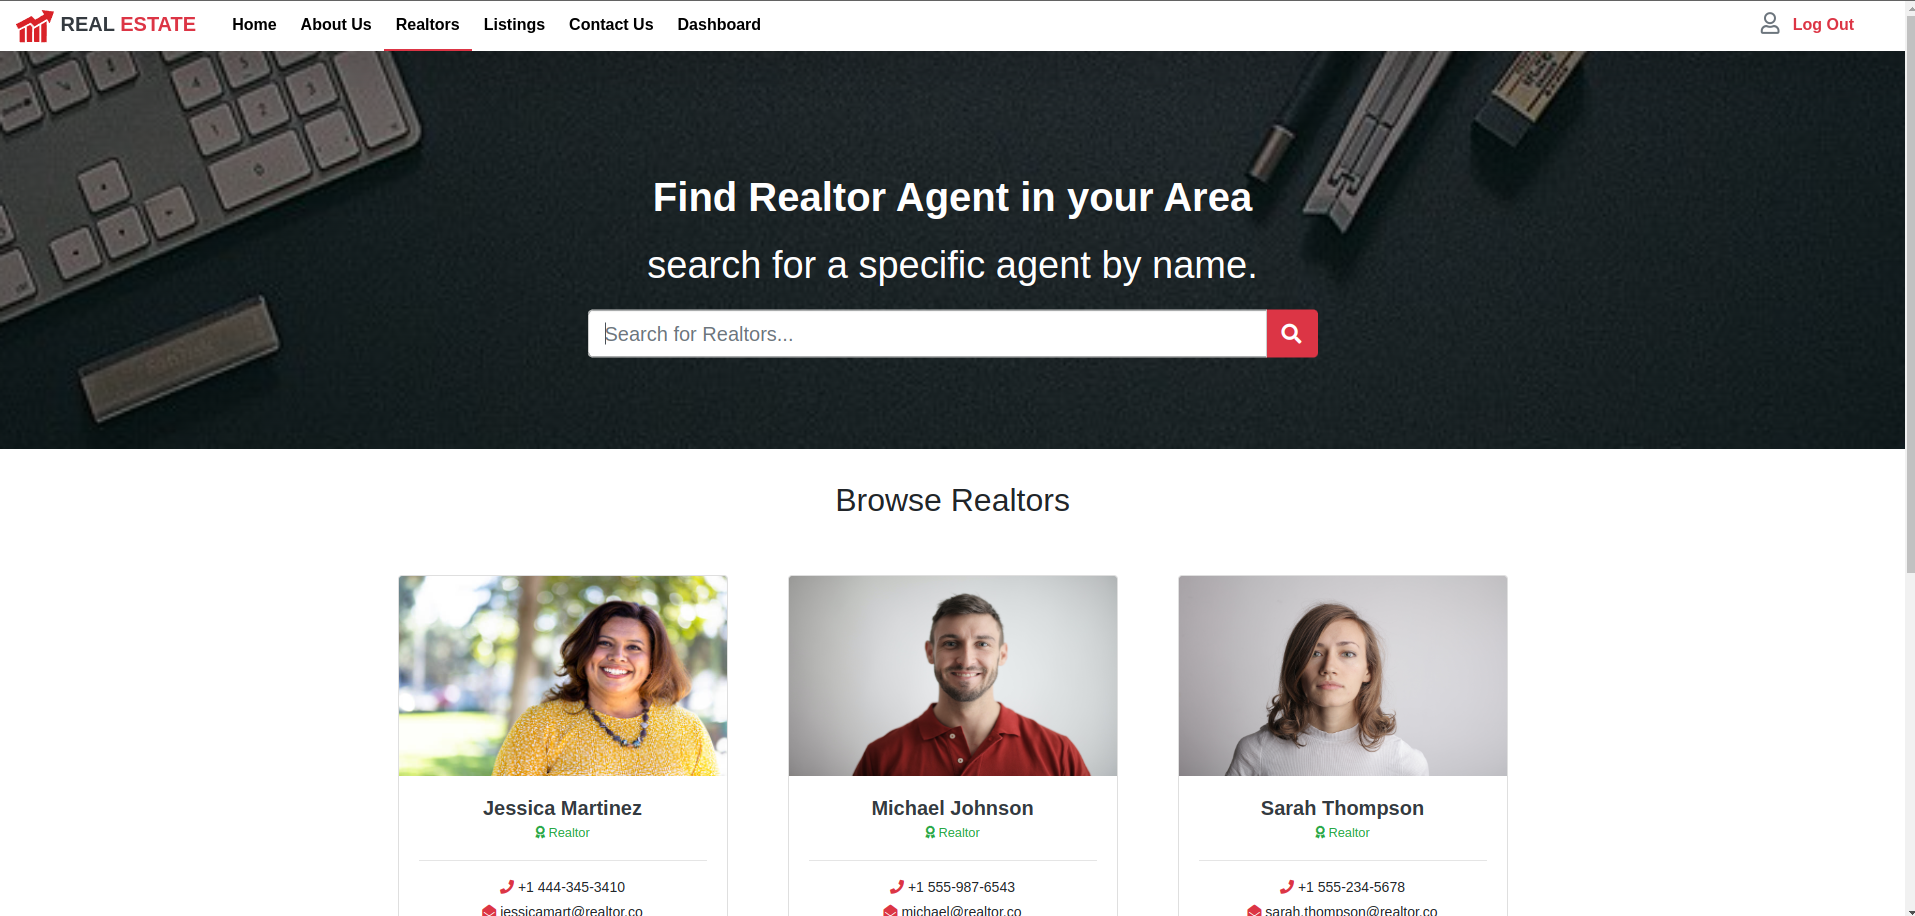 REAL ESTATE Home About Us Realtors Listings Contact Us Dashboard Log Out
Find Realtor Agent in your Area
search for a specific agent by name.
Search for Realtors...
Browse Realtors
Jessica Martinez
Realtor
+1 444-345-3410
jessicamart@realtor.co
Michael Johnson
Realtor
+1 555-987-6543
michael@realtor.co
Sarah Thompson
Realtor
+1 555-234-5678
sarah.thompson@realtor.co